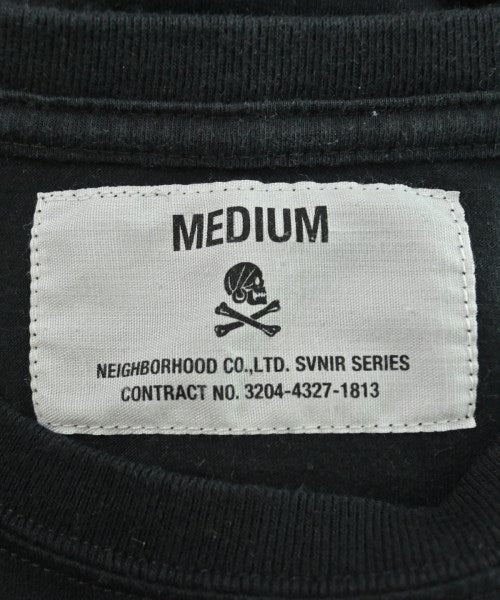 MEDIUM
NEIGHBORHOOD CO.,LTD. SVNIR SERIES
CONTRACT NO. 3204-4327-1813